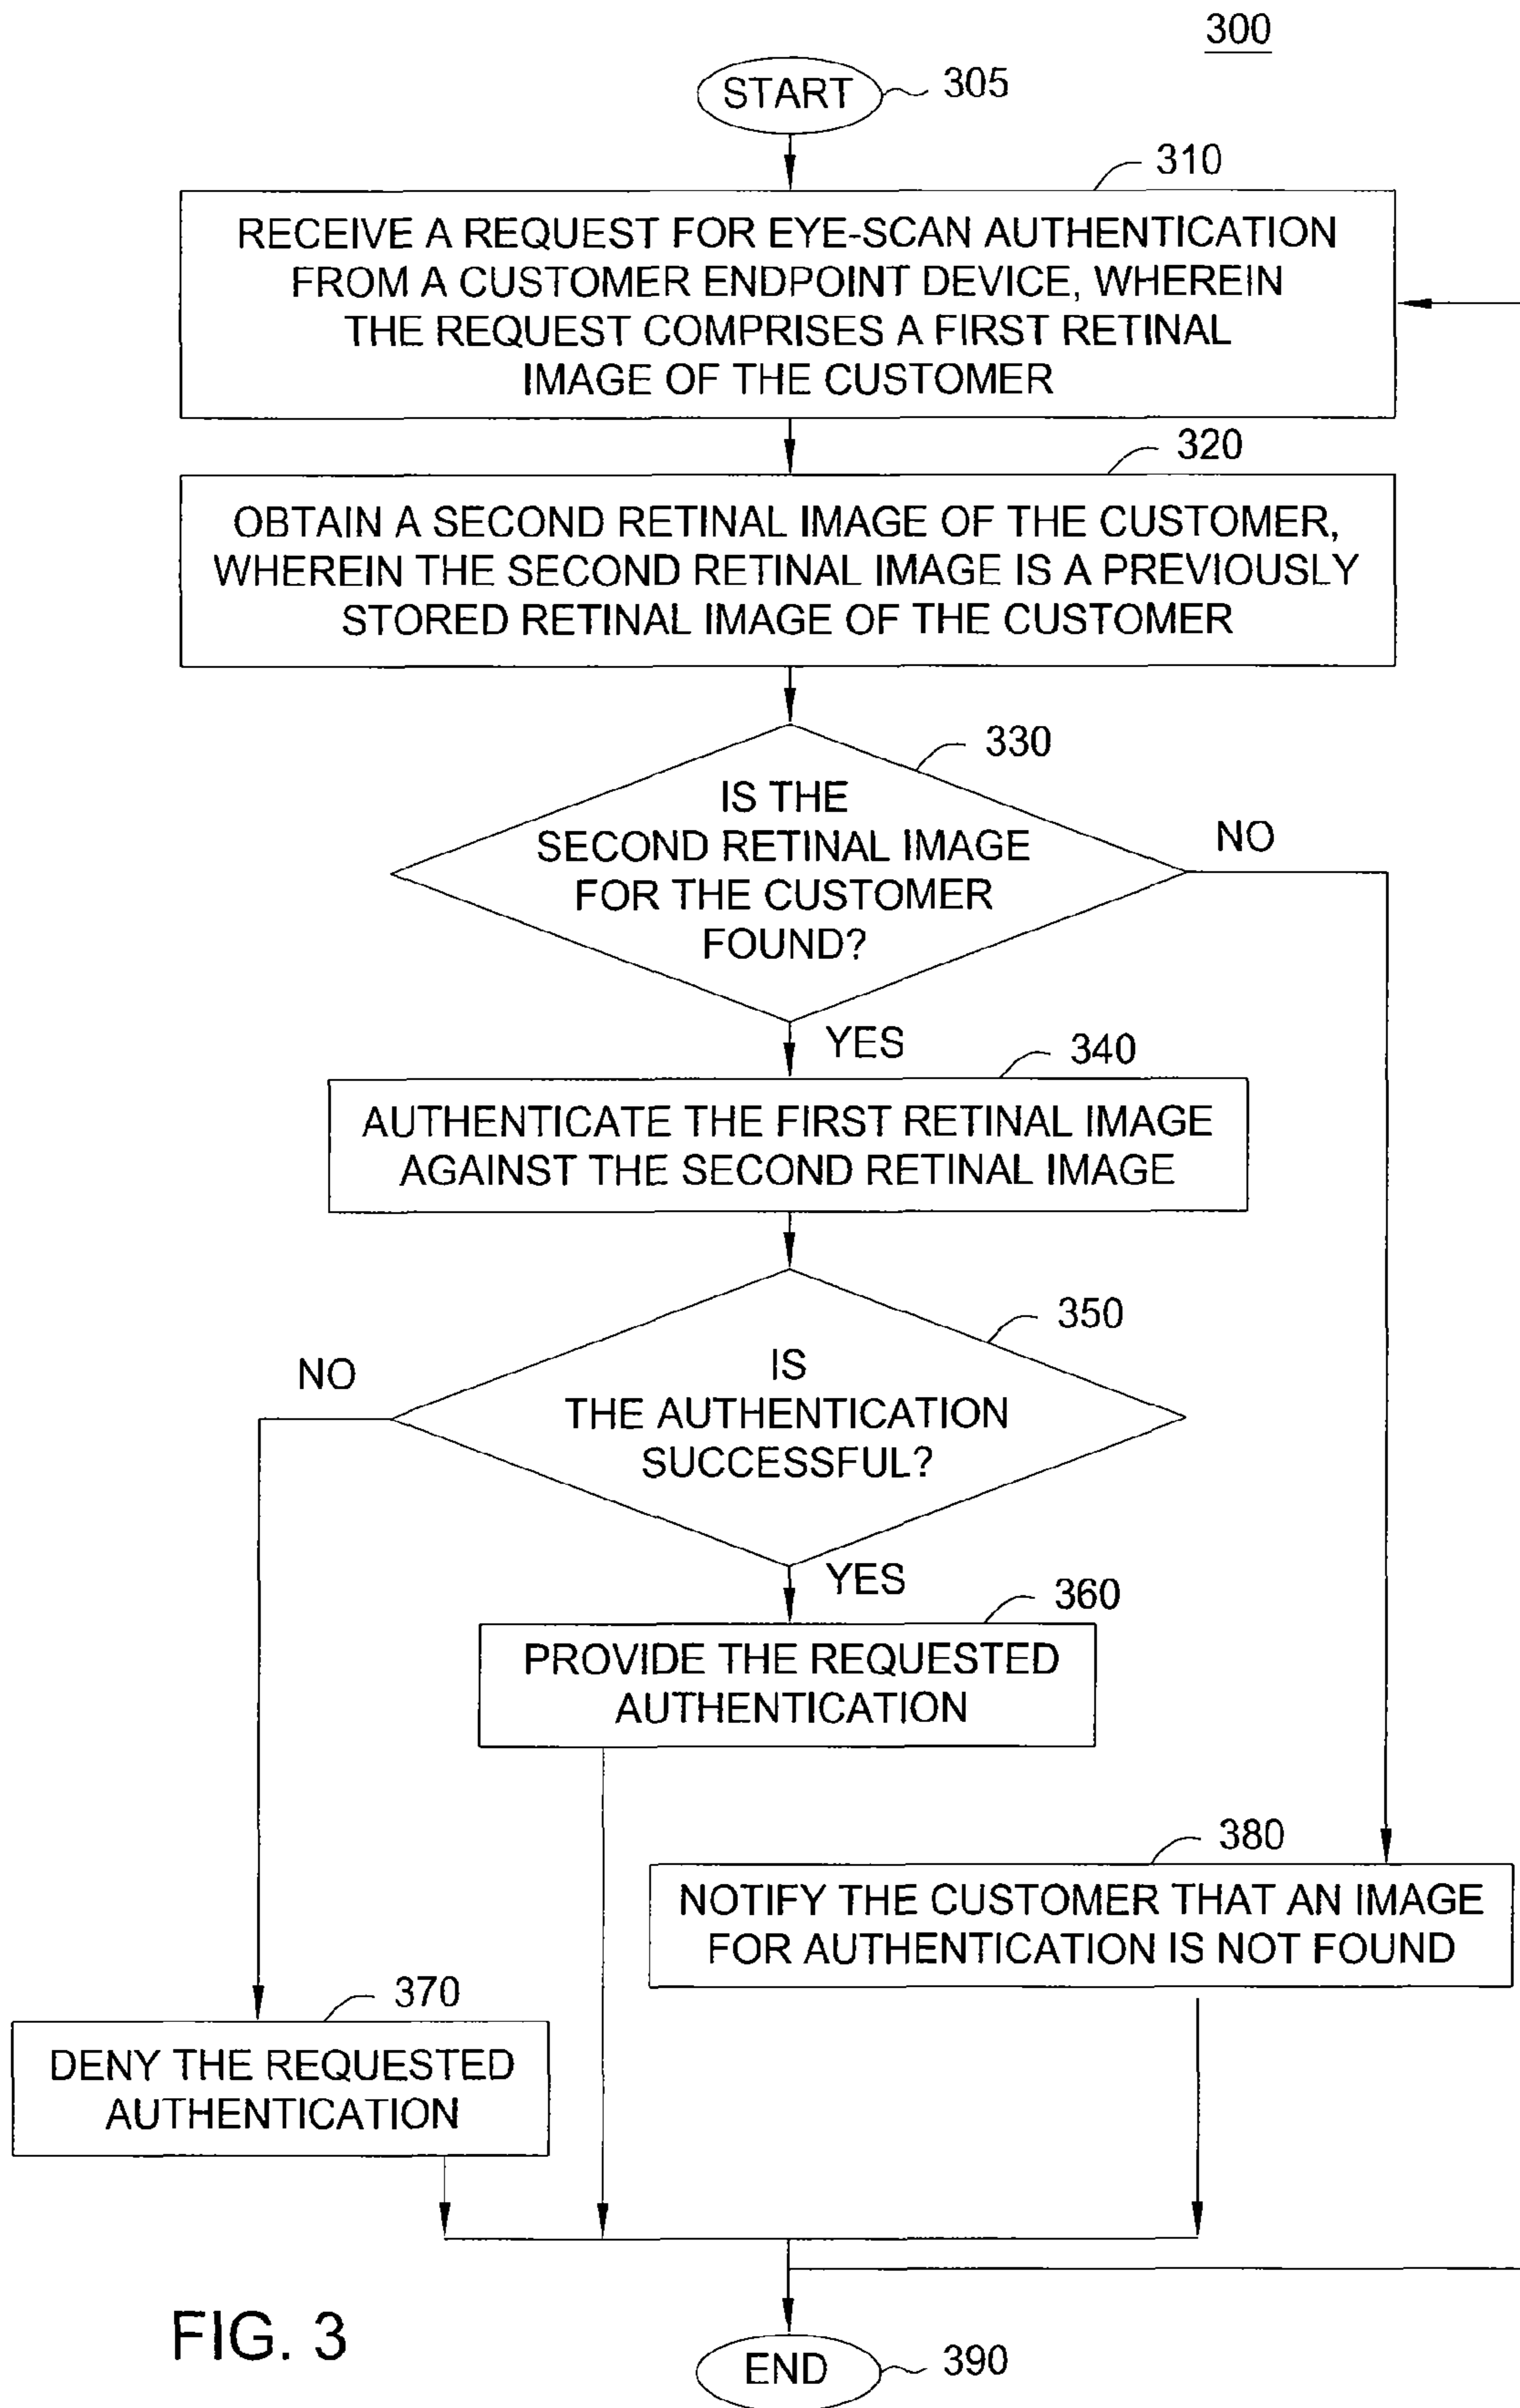 300
START
305
310
RECEIVE A REQUEST FOR EYE-SCAN AUTHENTICATION
FROM A CUSTOMER ENDPOINT DEVICE, WHEREIN
THE REQUEST COMPRISES A FIRST RETINAL
IMAGE OF THE CUSTOMER
320
OBTAIN A SECOND RETINAL IMAGE OF THE CUSTOMER,
WHEREIN THE SECOND RETINAL IMAGE IS A PREVIOUSLY
STORED RETINAL IMAGE OF THE CUSTOMER
330
IS THE
SECOND RETINAL IMAGE
FOR THE CUSTOMER
FOUND?
NO
YES
340
AUTHENTICATE THE FIRST RETINAL IMAGE
AGAINST THE SECOND RETINAL IMAGE
350
IS
THE AUTHENTICATION
SUCCESSFUL?
NO
YES
360
PROVIDE THE REQUESTED
AUTHENTICATION
380
NOTIFY THE CUSTOMER THAT AN IMAGE
FOR AUTHENTICATION IS NOT FOUND
370
DENY THE REQUESTED
AUTHENTICATION
FIG. 3
END
390